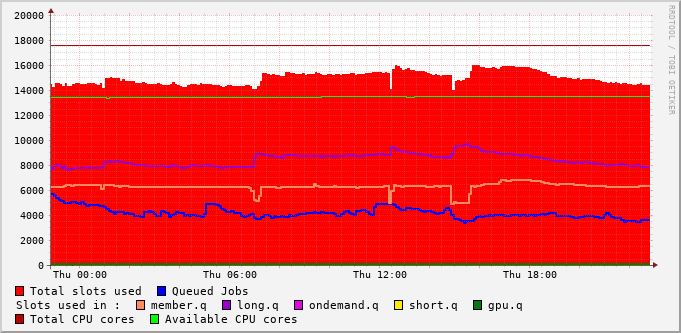 20000
18000
16000
14000
12000
10000
8000
6000
4000
2000
0
Thu 00:00 Thu 06:00 Thu 12:00 Thu 18:00
RRDTOOL / TOBI OETIKER
Total slots used Queued Jobs
Slots used in : member.q long.q ondemand.q short.q gpu.q
Total CPU cores Available CPU cores